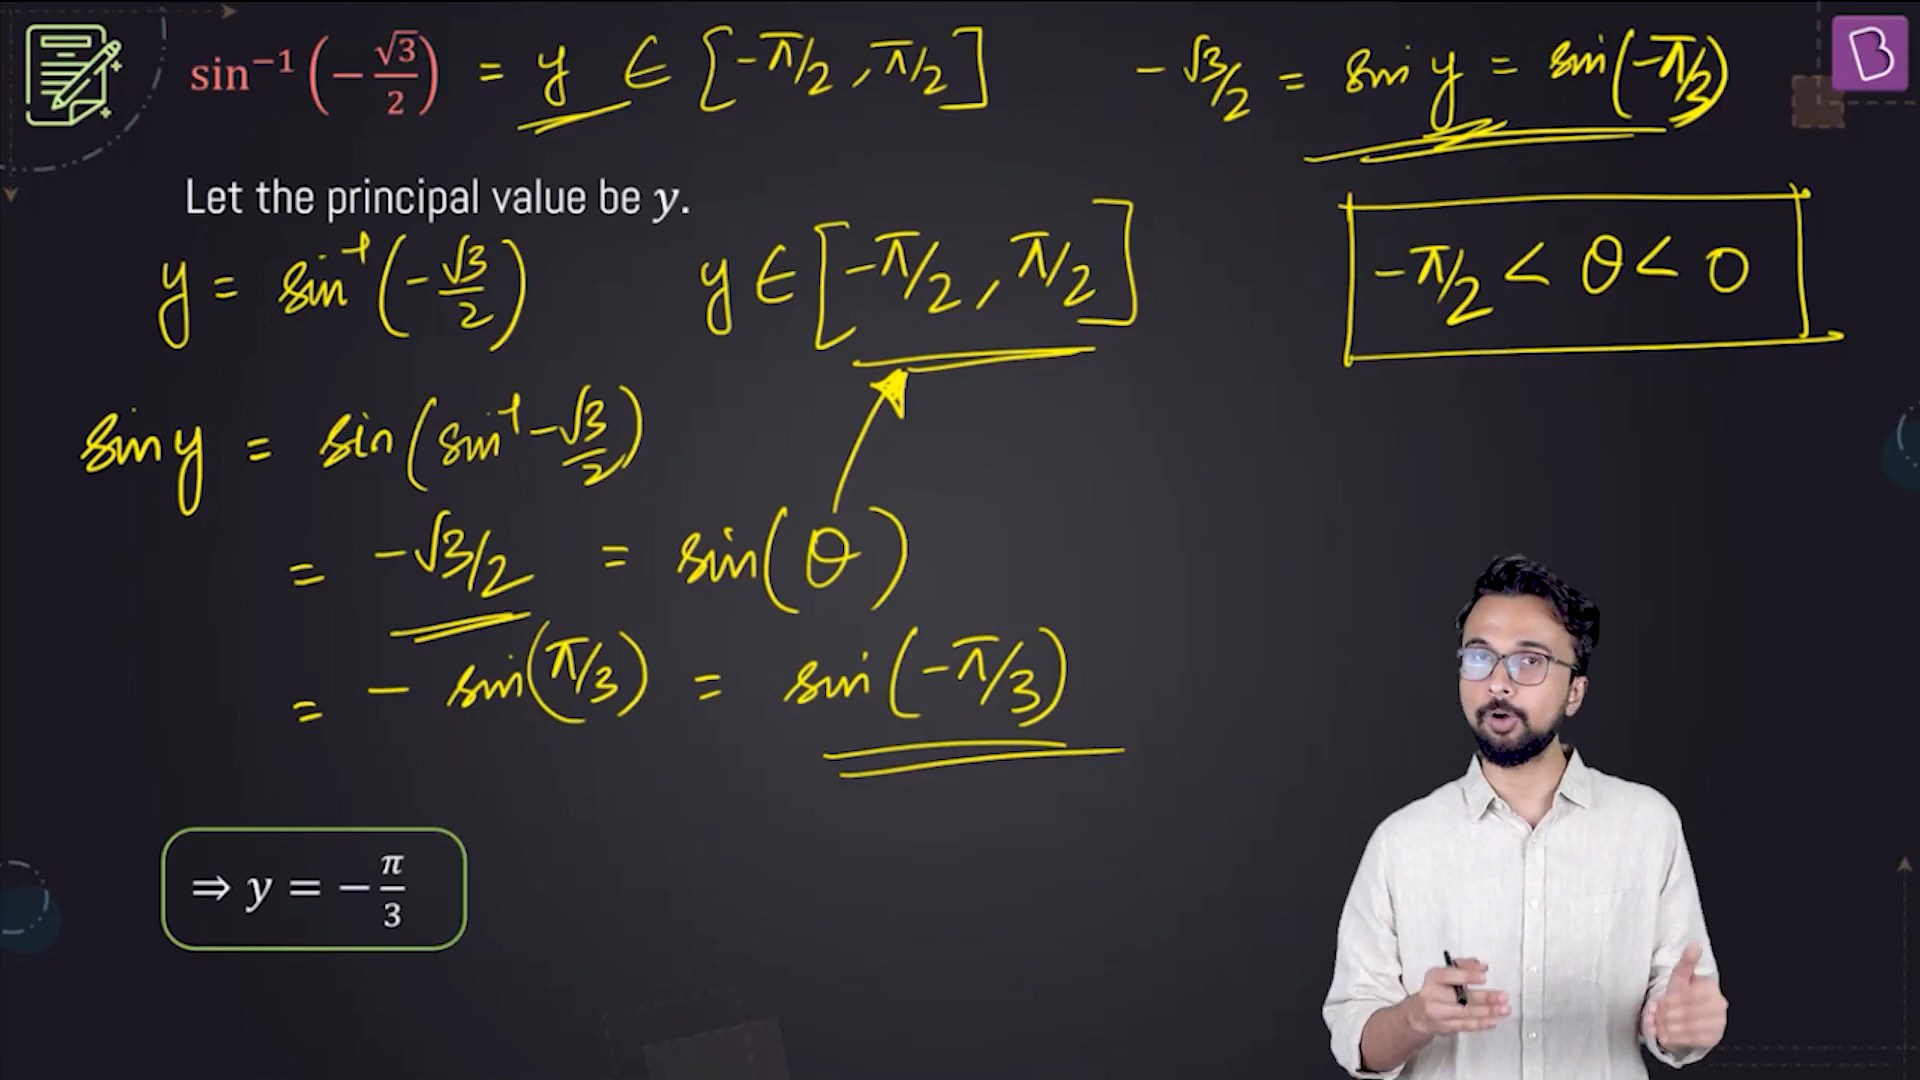 sin⁻¹(−√3/2) = y ∈ [-π/2, π/2]
-√3/2 = sin y = sin(-π/3)
Let the principal value be y.
y = sin⁻¹(-√3/2)
y ∈ [-π/2, π/2]
-π/2 < θ < 0
sin y = sin(sin⁻¹ -√3/2)
= -√3/2 = sin(θ)
= - sin(π/3) = sin(-π/3)
⇒ y = −π/3
B